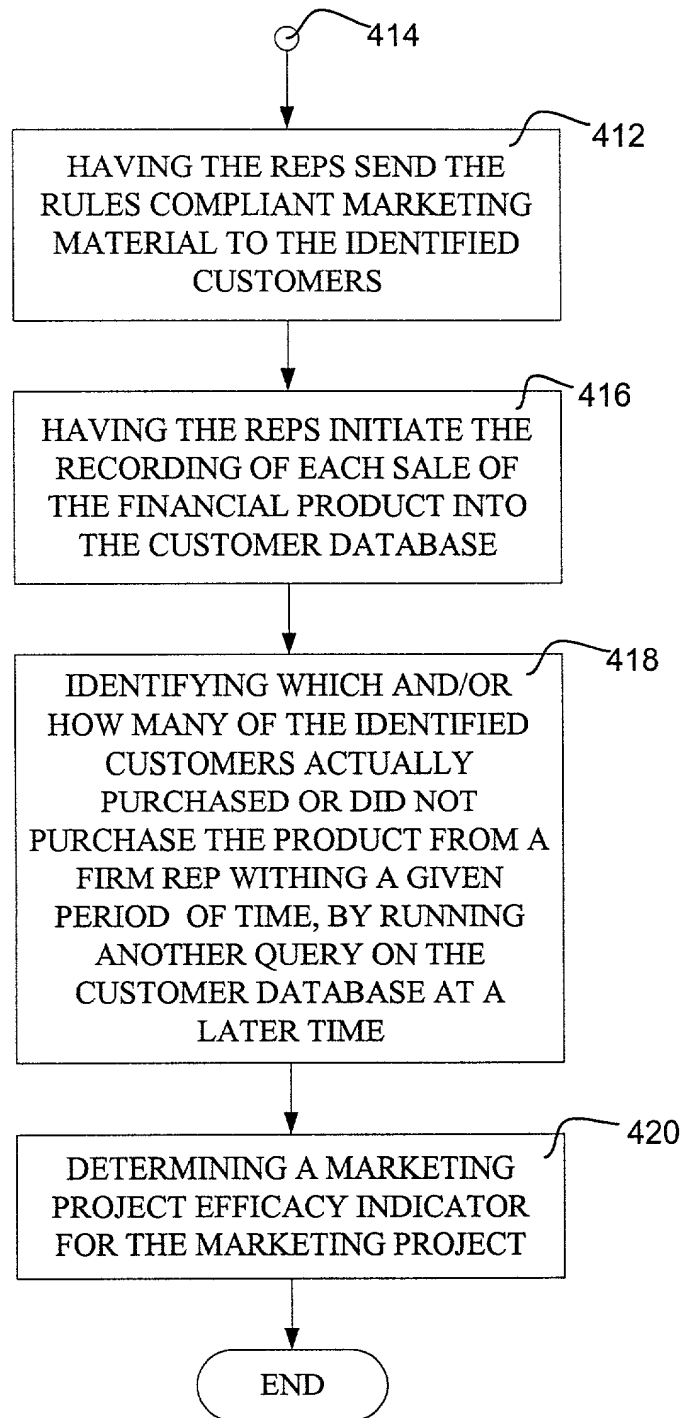 414
412
HAVING THE REPS SEND THE
RULES COMPLIANT MARKETING
MATERIAL TO THE IDENTIFIED
CUSTOMERS
416
HAVING THE REPS INITIATE THE
RECORDING OF EACH SALE OF
THE FINANCIAL PRODUCT INTO
THE CUSTOMER DATABASE
418
IDENTIFYING WHICH AND/OR
HOW MANY OF THE IDENTIFIED
CUSTOMERS ACTUALLY
PURCHASED OR DID NOT
PURCHASE THE PRODUCT FROM A
FIRM REP WITHING A GIVEN
PERIOD OF TIME, BY RUNNING
ANOTHER QUERY ON THE
CUSTOMER DATABASE AT A
LATER TIME
420
DETERMINING A MARKETING
PROJECT EFFICACY INDICATOR
FOR THE MARKETING PROJECT
END